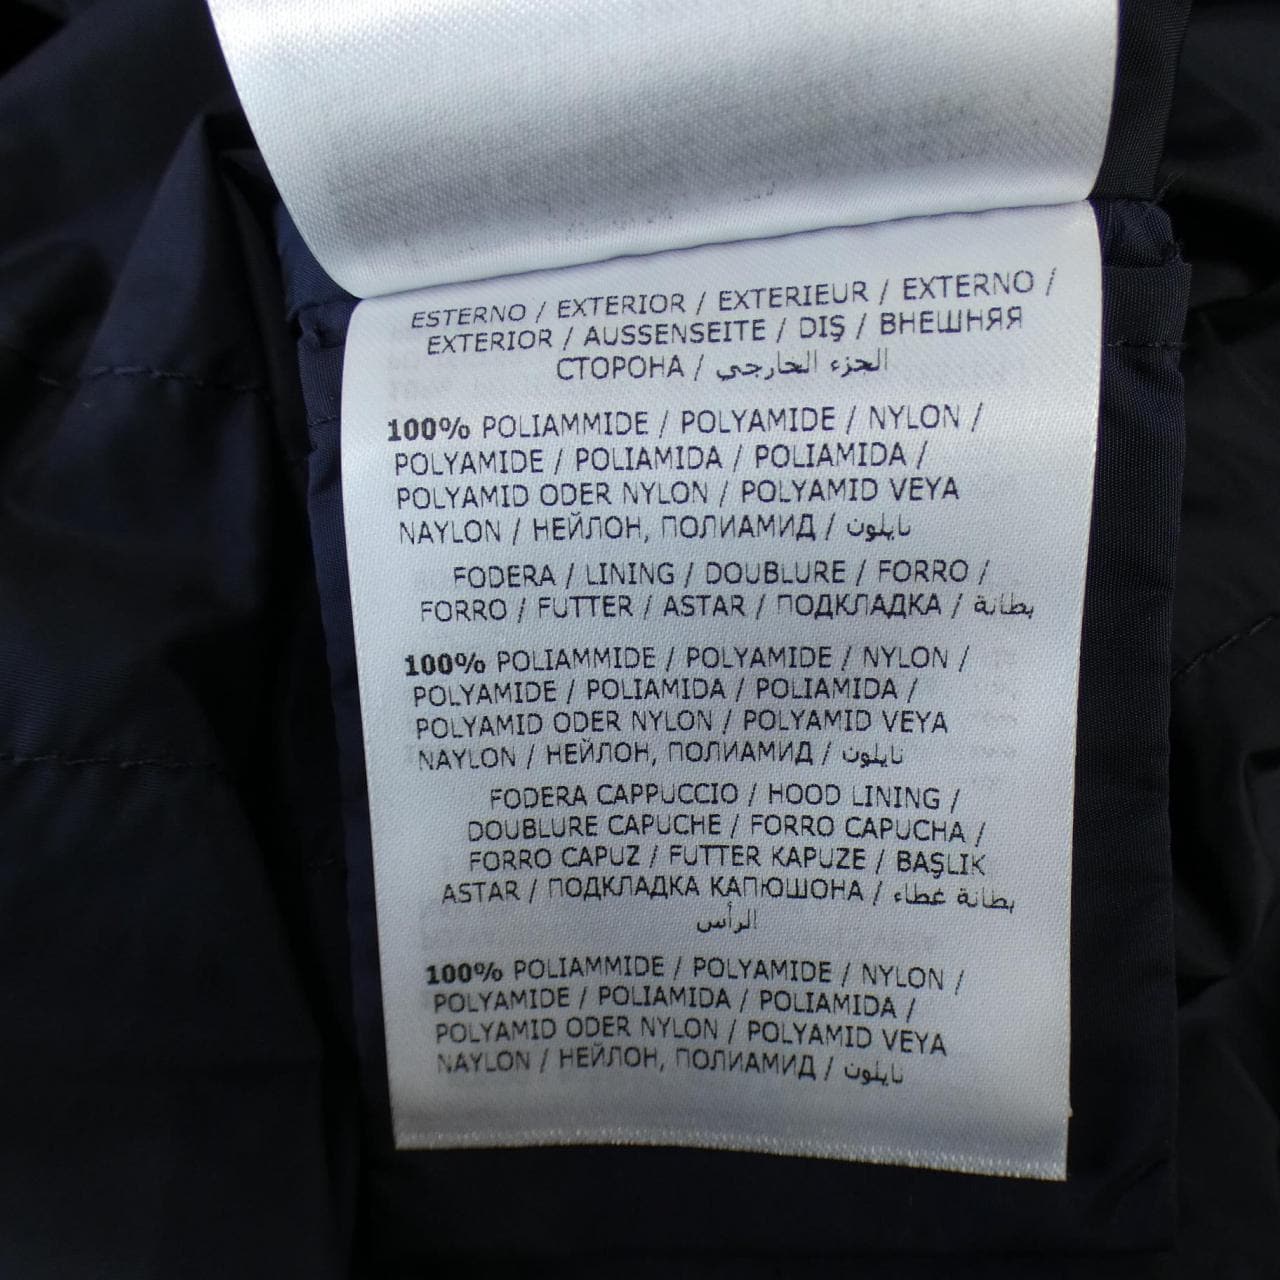 ESTERNO / EXTERIOR / EXTERIEUR / EXTERNO /
EXTERIOR / AUSSENSEITE / DIŞ / ВНЕШНЯЯ
СТОРОНА / الجزء الخارجي
100% POLIAMMIDE / POLYAMIDE / NYLON /
POLYAMIDE / POLIAMIDA / POLIAMIDA /
POLYAMID ODER NYLON / POLYAMID VEYA
NAYLON / НЕЙЛОН, ПОЛИАМИД / نايلون
FODERA / LINING / DOUBLURE / FORRO /
FORRO / FUTTER / ASTAR / ПОДКЛАДКА / بطانة
100% POLIAMMIDE / POLYAMIDE / NYLON /
POLYAMIDE / POLIAMIDA / POLIAMIDA /
POLYAMID ODER NYLON / POLYAMID VEYA
NAYLON / НЕЙЛОН, ПОЛИАМИД / نايلون
FODERA CAPPUCCIO / HOOD LINING /
DOUBLURE CAPUCHE / FORRO CAPUCHA /
FORRO CAPUZ / FUTTER KAPUZE / BAŞLIK
ASTAR / ПОДКЛАДКА КАПЮШОНА / بطانة غطاء
الرأس
100% POLIAMMIDE / POLYAMIDE / NYLON /
POLYAMIDE / POLIAMIDA / POLIAMIDA /
POLYAMID ODER NYLON / POLYAMID VEYA
NAYLON / НЕЙЛОН, ПОЛИАМИД / نايلون